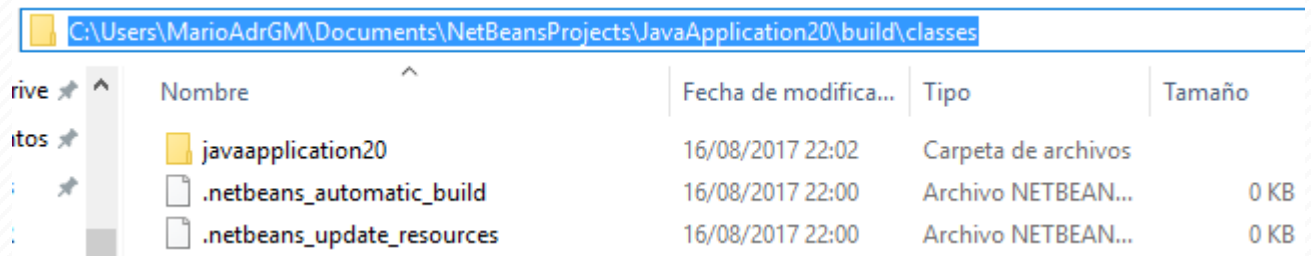 C:\Users\MarioAdrGM\Documents\NetBeansProjects\JavaApplication20\build\classes
rive Nombre Fecha de modifica... Tipo Tamaño
itos javaapplication20 16/08/2017 22:02 Carpeta de archivos
.netbeans_automatic_build 16/08/2017 22:00 Archivo NETBEAN... 0 KB
.netbeans_update_resources 16/08/2017 22:00 Archivo NETBEAN... 0 KB